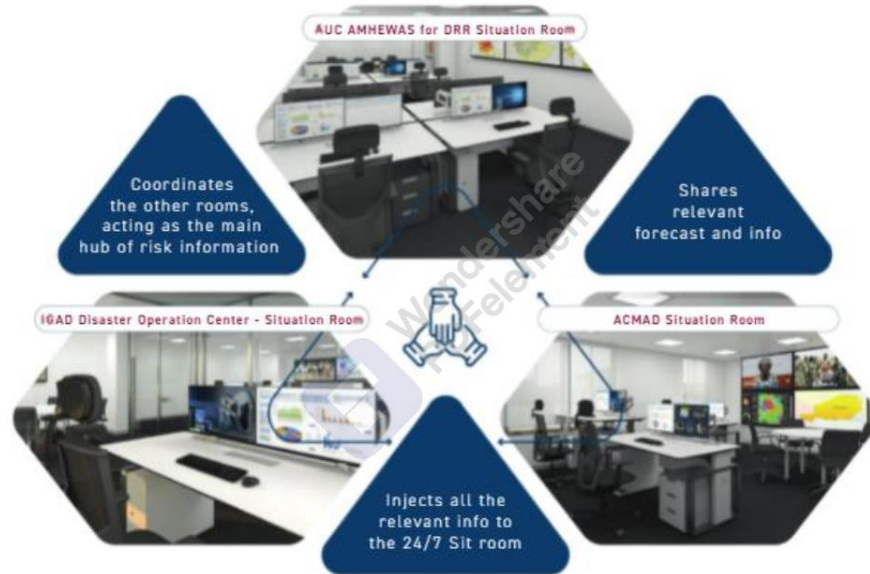 AUC AMHEWAS for DRR Situation Room
Coordinates
the other rooms,
acting as the main
hub of risk information
Shares
relevant
forecast and info
IGAD Disaster Operation Center - Situation Room
ACMAD Situation Room
Wondershare
PDFelement
Injects all the
relevant info to
the 24/7 Sit room